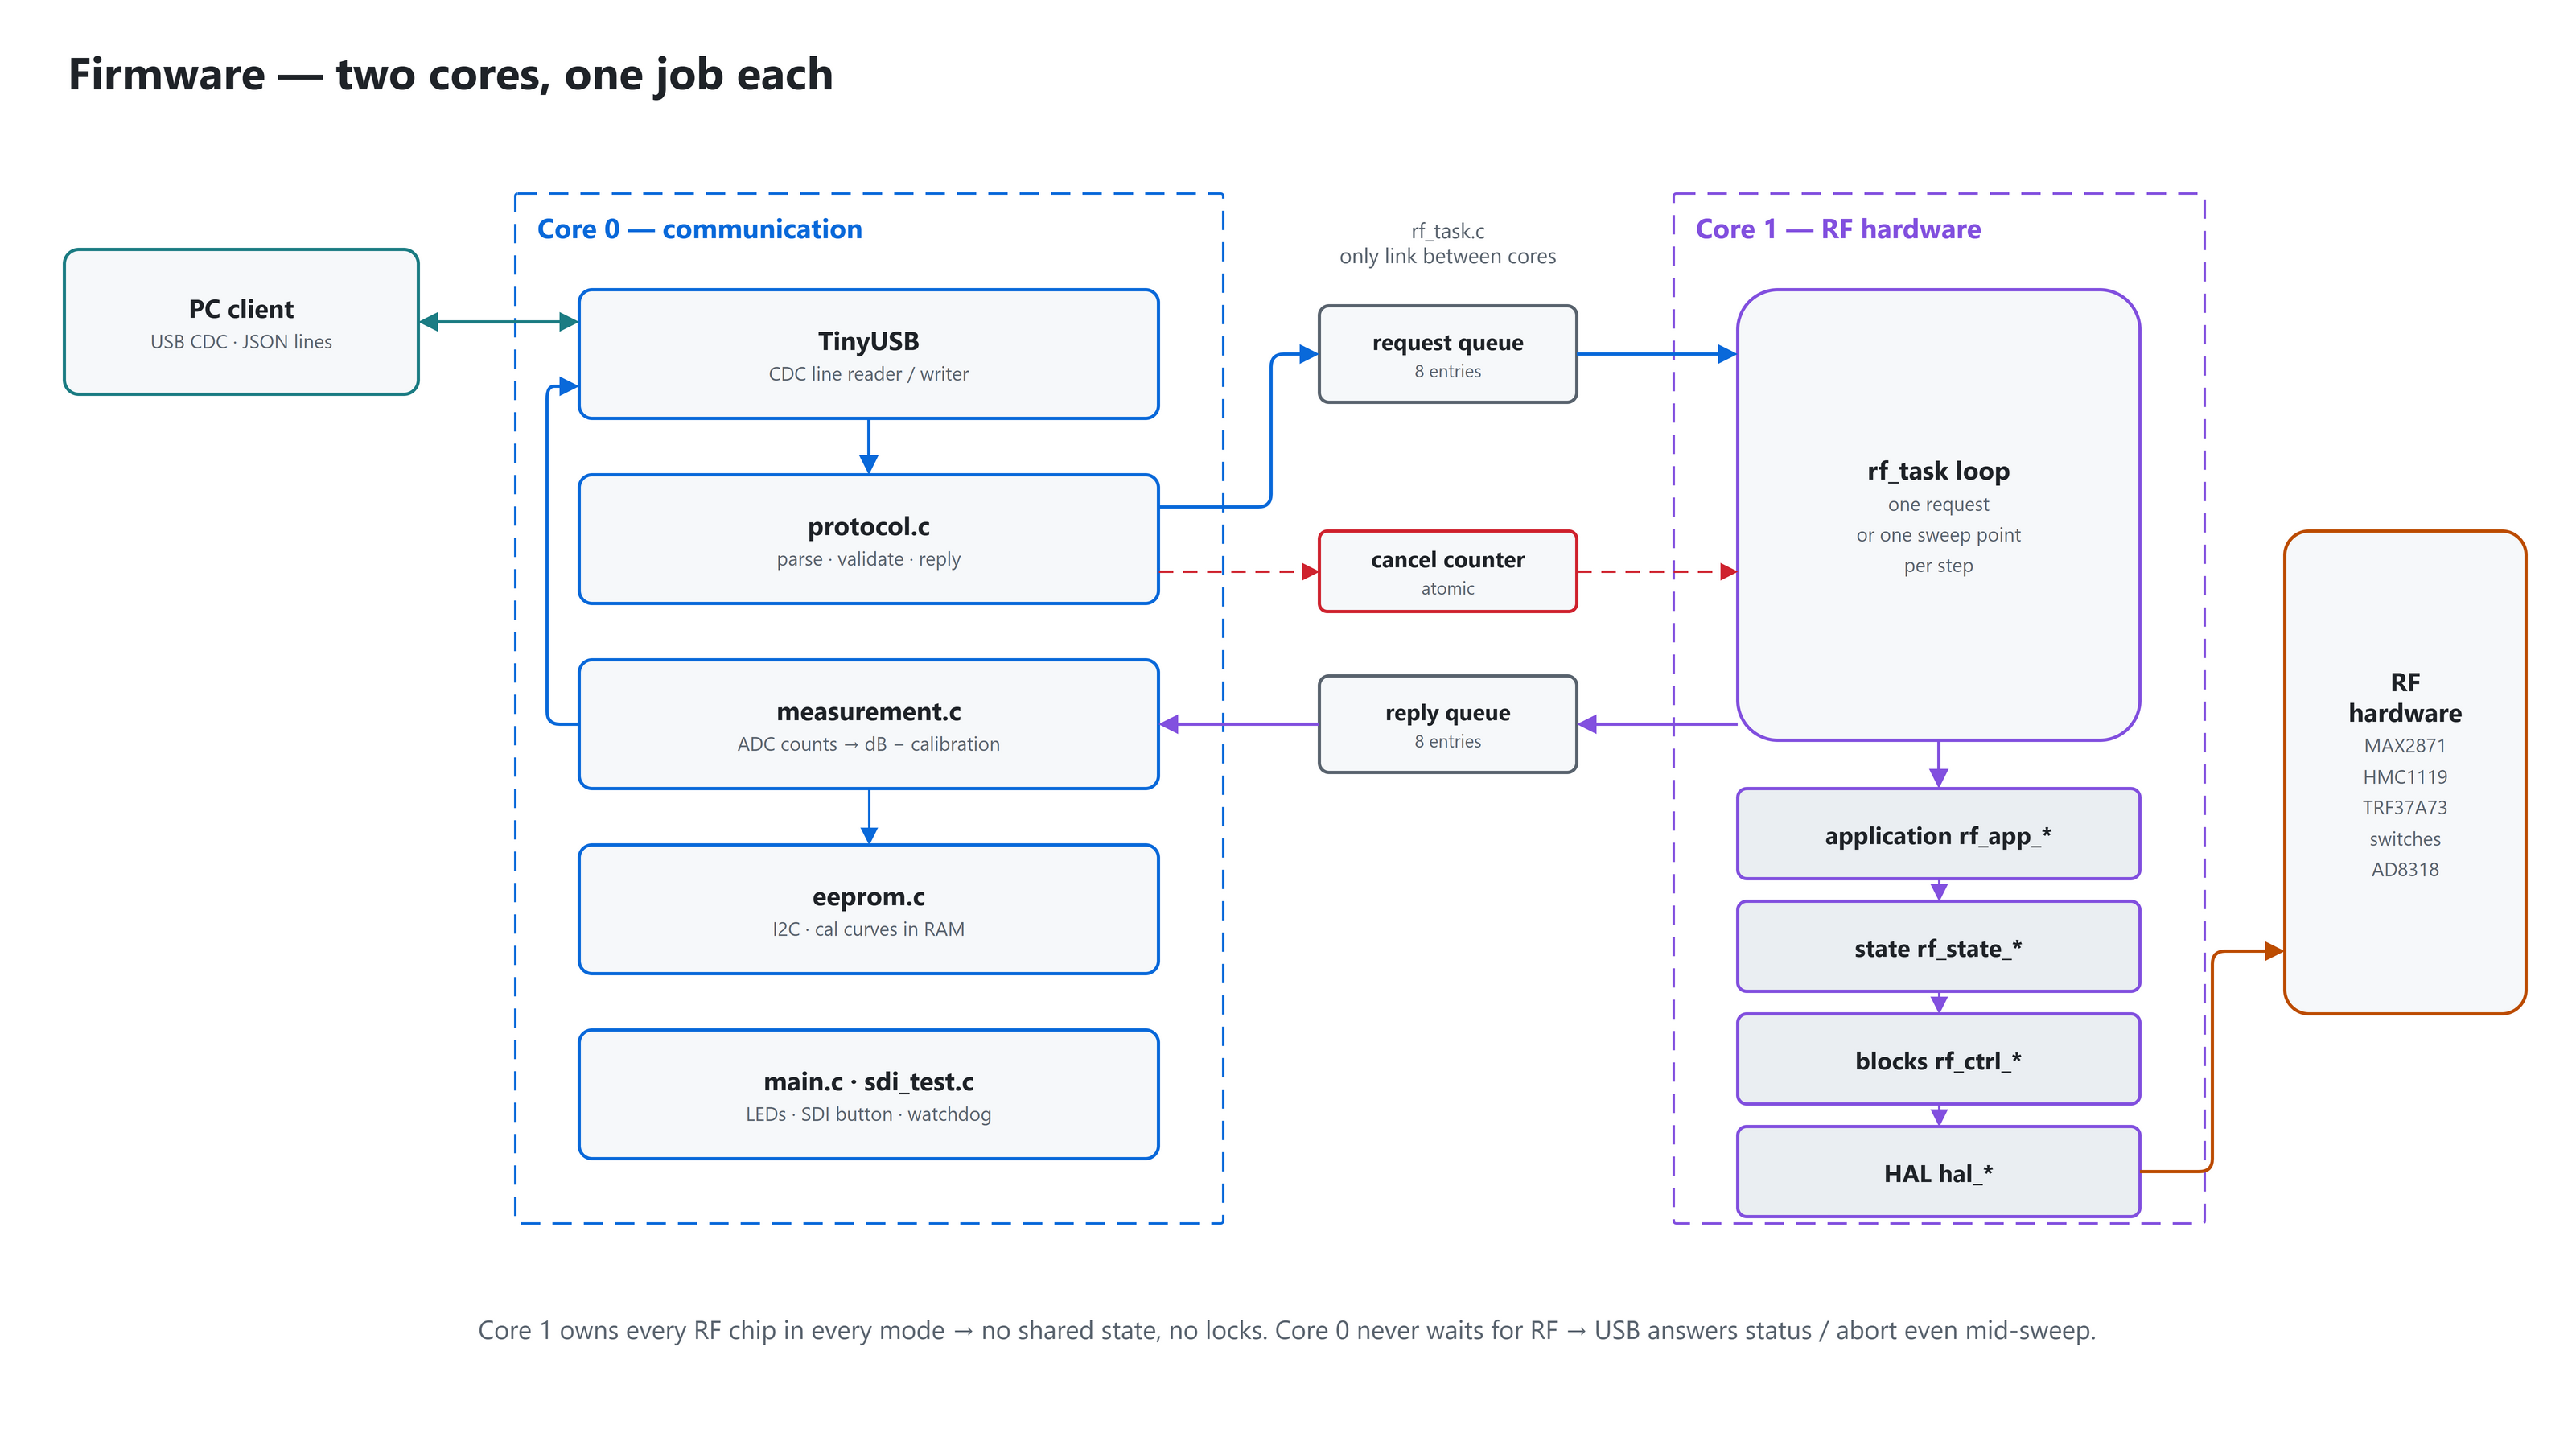 Firmware — two cores, one job each
PC client
USB CDC · JSON lines
Core 0 — communication
TinyUSB
CDC line reader / writer
protocol.c
parse · validate · reply
measurement.c
ADC counts → dB − calibration
eeprom.c
I2C · cal curves in RAM
main.c · sdi_test.c
LEDs · SDI button · watchdog
rf_task.c
only link between cores
request queue
8 entries
cancel counter
atomic
reply queue
8 entries
Core 1 — RF hardware
rf_task loop
one request
or one sweep point
per step
application rf_app_*
state rf_state_*
blocks rf_ctrl_*
HAL hal_*
RF
hardware
MAX2871
HMC1119
TRF37A73
switches
AD8318
Core 1 owns every RF chip in every mode → no shared state, no locks. Core 0 never waits for RF → USB answers status / abort even mid-sweep.